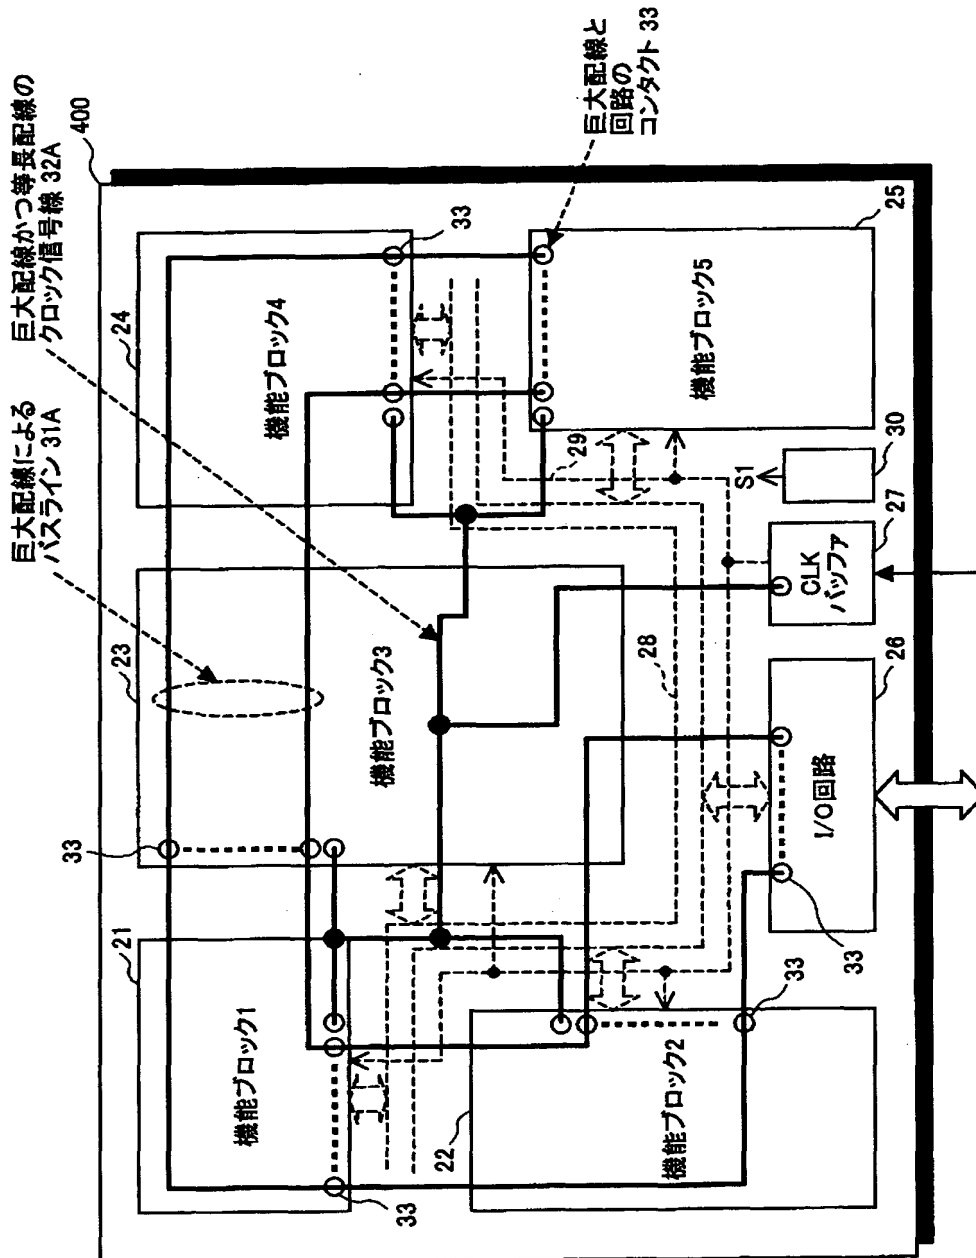 巨大配線による
バスライン 31A
巨大配線かつ等長配線の
クロック信号線 32A
400
21
23
24
33
33
機能ブロック1
機能ブロック3
機能ブロック4
巨大配線と
回路の
コンタクト 33
33
22
機能ブロック2
33
33
28
29
機能ブロック5
25
I/O回路
26
CLK
バッファ
27
S1
30